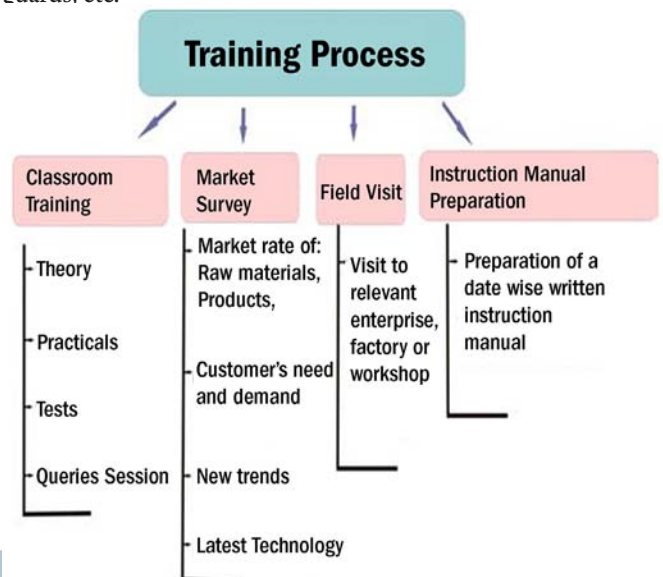 Guards, etc.
Training Process
Classroom
Training
Theory
Practicals
Tests
Queries Session
Market
Survey
Market rate of:
Raw materials,
Products,
Customer's need
and demand
New trends
Latest Technology
Field Visit
Visit to
relevant
enterprise,
factory or
workshop
Instruction Manual
Preparation
Preparation of a
date wise written
instruction
manual